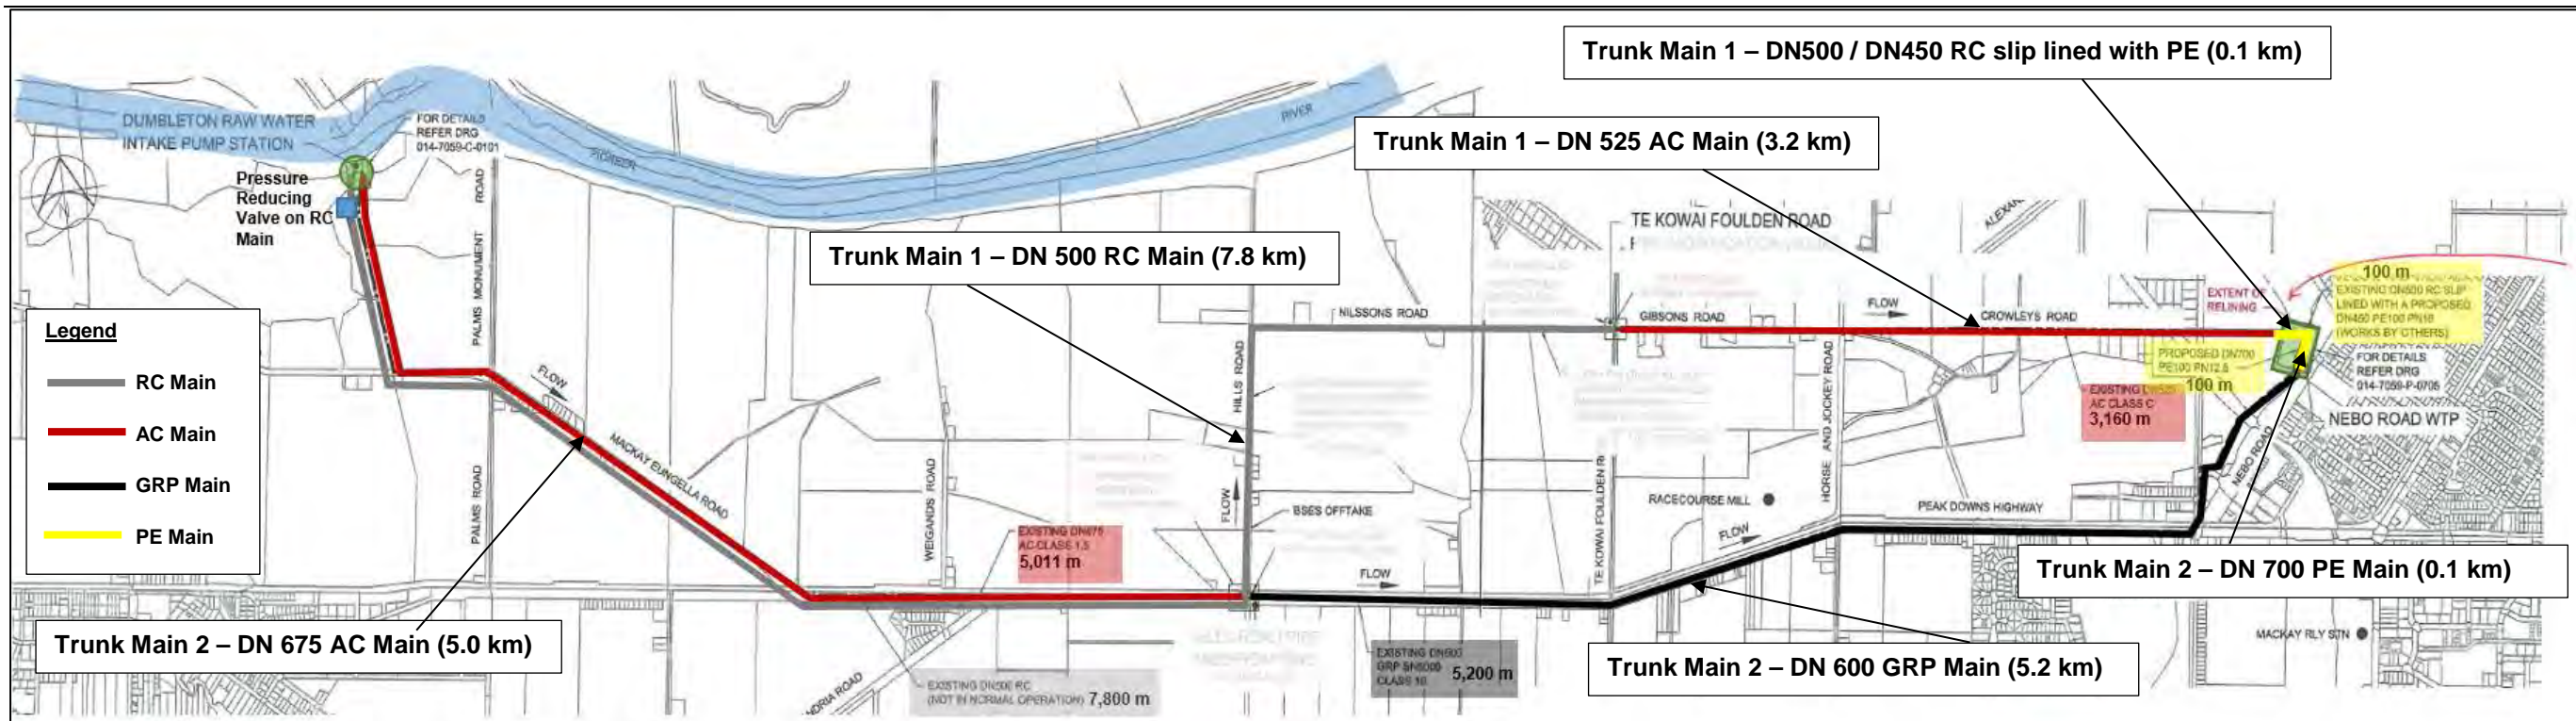 Trunk Main 1 – DN500 / DN450 RC slip lined with PE (0.1 km)
Trunk Main 1 – DN 525 AC Main (3.2 km)
Trunk Main 1 – DN 500 RC Main (7.8 km)
DUMBLETON RAW WATER
INTAKE PUMP STATION
FOR DETAILS
REFER DRG
014-7059-C-0101
Pressure
Reducing
Valve on RC
Main
PALMS MONUMENT ROAD
PIONEER
RIVER
TE KOWAI FOULDEN ROAD
NILSSONS ROAD
GIBSONS ROAD
FLOW
CROWLEYS ROAD
EXTENT OF
RELINING
100 m
EXISTING DN500 RC SLIP
LINED WITH A PROPOSED
DN450 PE100 PN16
(WORKS BY OTHERS)
PROPOSED DN700
PE100 PN12.5
100 m
FOR DETAILS
REFER DRG
014-7059-P-0705
NEBO ROAD WTP
EXISTING DN525
AC CLASS C
3,160 m
Legend
RC Main
AC Main
GRP Main
PE Main
FLOW
MACKAY EUNGELLA ROAD
PALMS ROAD
WEIGANDS ROAD
HILLS ROAD
FLOW
BSES OFFTAKE
TE KOWAI FOULDEN R
RACECOURSE MILL
HORSE AND JOCKEY ROAD
PEAK DOWNS HIGHWAY
NEBO ROAD
FLOW
FLOW
EXISTING DN675
AC CLASS 1.5
5,011 m
Trunk Main 2 – DN 675 AC Main (5.0 km)
EXISTING DN500 RC
(NOT IN NORMAL OPERATION) 7,800 m
EXISTING DN600
GRP SN5000
CLASS 10 5,200 m
Trunk Main 2 – DN 600 GRP Main (5.2 km)
Trunk Main 2 – DN 700 PE Main (0.1 km)
MACKAY RLY STN